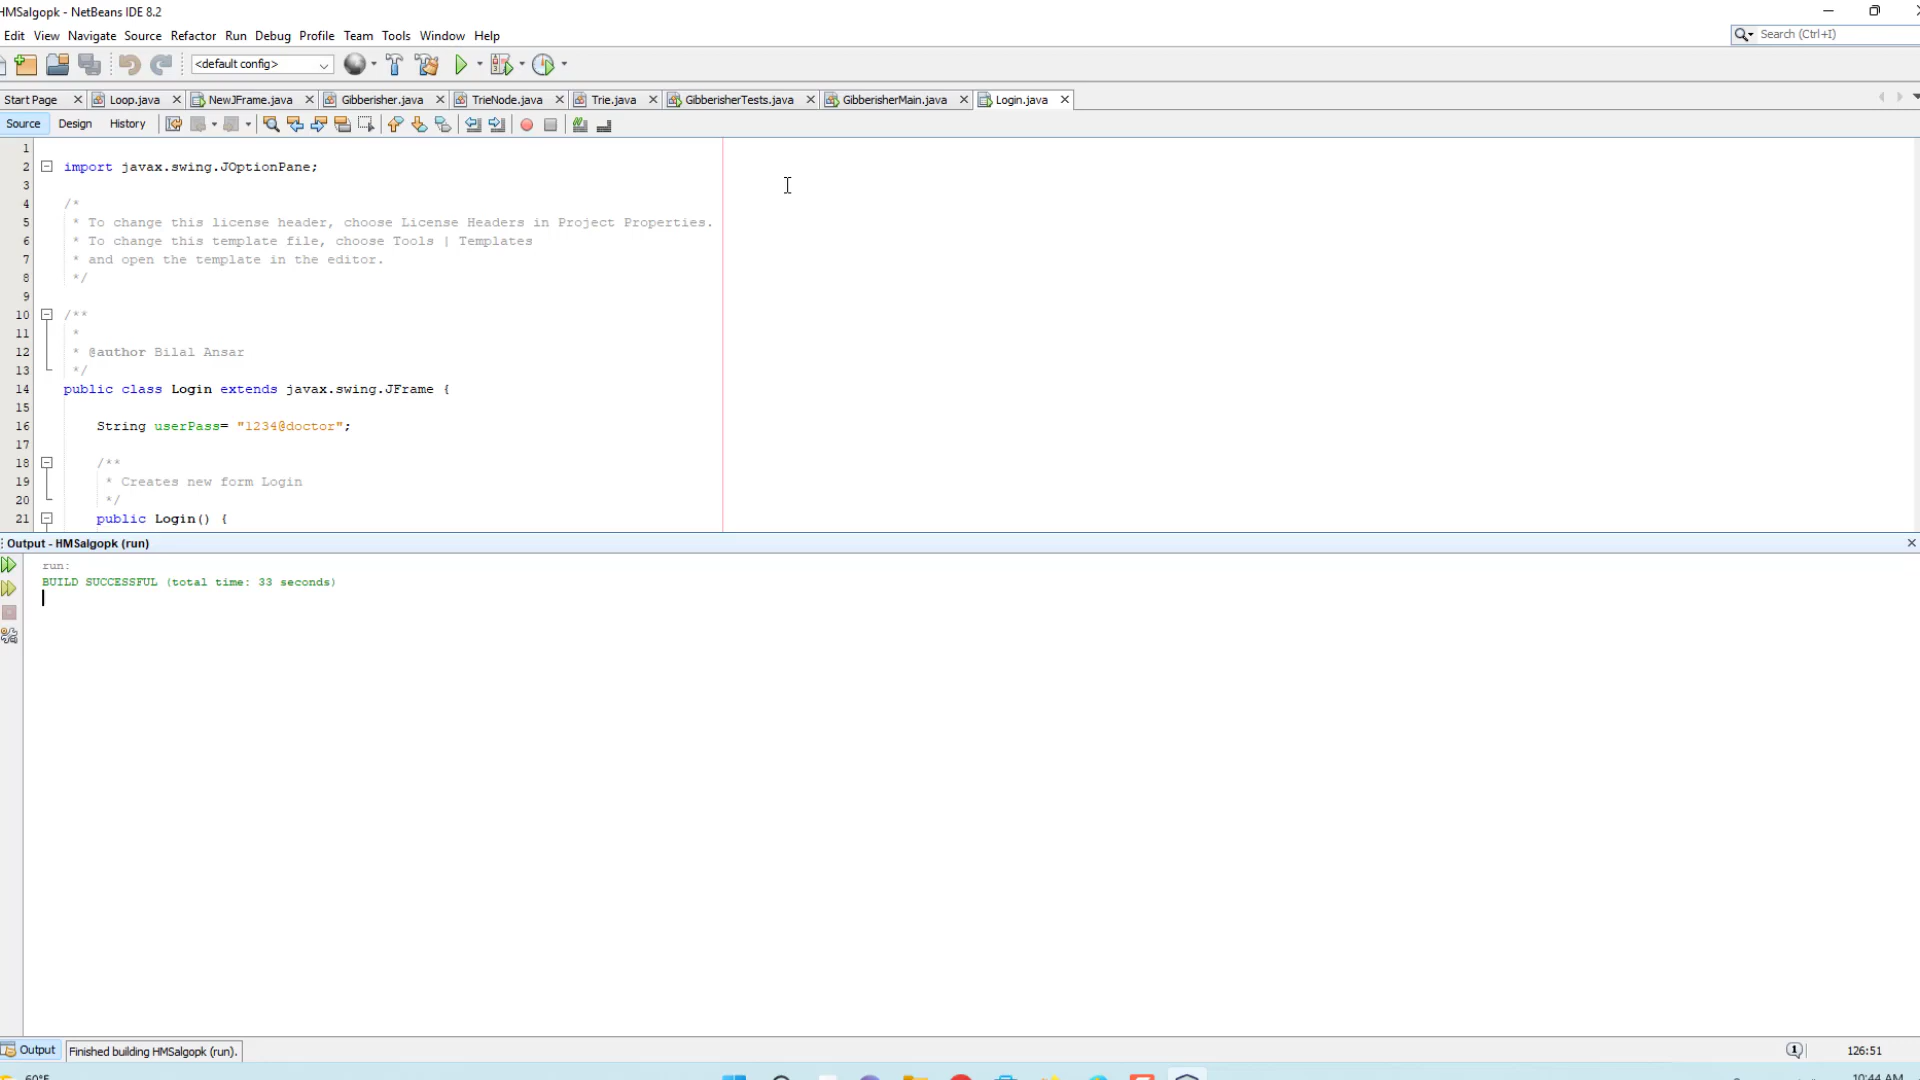 HMSalgopk - NetBeans IDE 8.2
Edit View Navigate Source Refactor Run Debug Profile Team Tools Window Help
Search (Ctrl+I)
<default config>
Start Page Loop.java NewJFrame.java Gibberisher.java TrieNode.java Trie.java GibberisherTests.java GibberisherMain.java Login.java
Source Design History
1
2 import javax.swing.JOptionPane;
3
4 /*
5 * To change this license header, choose License Headers in Project Properties.
6 * To change this template file, choose Tools | Templates
7 * and open the template in the editor.
8 */
9
10 /**
11 *
12 * @author Bilal Ansar
13 */
14 public class Login extends javax.swing.JFrame {
15
16 String userPass= "1234@doctor";
17
18 /**
19 * Creates new form Login
20 */
21 public Login() {
Output - HMSalgopk (run)
run:
BUILD SUCCESSFUL (total time: 33 seconds)
Output Finished building HMSalgopk (run). 1 126:51
60°F 10:44 AM